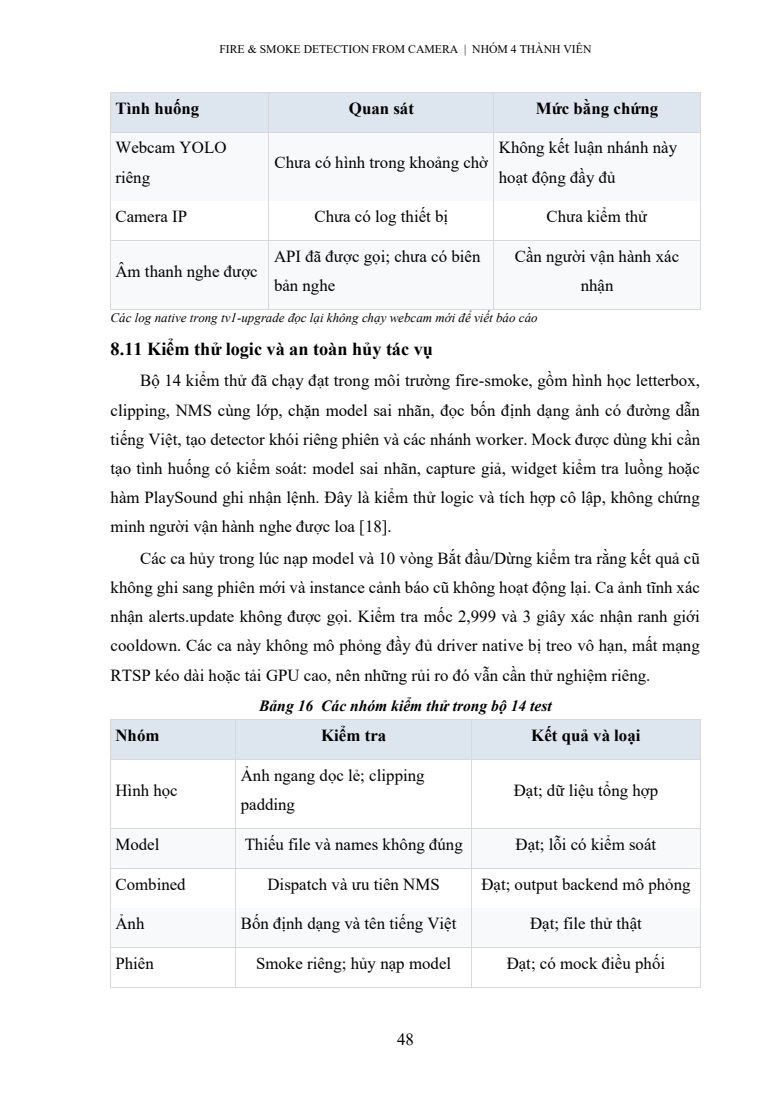 FIRE & SMOKE DETECTION FROM CAMERA | NHÓM 4 THÀNH VIÊN
Tình huống Quan sát Mức bằng chứng
Webcam YOLO riêng Chưa có hình trong khoảng chờ Không kết luận nhánh này hoạt động đầy đủ
Camera IP Chưa có log thiết bị Chưa kiểm thử
Âm thanh nghe được API đã được gọi; chưa có biên bản nghe Cần người vận hành xác nhận
Các log native trong tv1-upgrade đọc lại không chạy webcam mới để viết báo cáo
8.11 Kiểm thử logic và an toàn hủy tác vụ
Bộ 14 kiểm thử đã chạy đạt trong môi trường fire-smoke, gồm hình học letterbox,
clipping, NMS cùng lớp, chặn model sai nhãn, đọc bốn định dạng ảnh có đường dẫn
tiếng Việt, tạo detector khói riêng phiên và các nhánh worker. Mock được dùng khi cần
tạo tình huống có kiểm soát: model sai nhãn, capture giả, widget kiểm tra luồng hoặc
hàm PlaySound ghi nhận lệnh. Đây là kiểm thử logic và tích hợp cô lập, không chứng
minh người vận hành nghe được loa [18].
Các ca hủy trong lúc nạp model và 10 vòng Bắt đầu/Dừng kiểm tra rằng kết quả cũ
không ghi sang phiên mới và instance cảnh báo cũ không hoạt động lại. Ca ảnh tĩnh xác
nhận alerts.update không được gọi. Kiểm tra mốc 2,999 và 3 giây xác nhận ranh giới
cooldown. Các ca này không mô phỏng đầy đủ driver native bị treo vô hạn, mất mạng
RTSP kéo dài hoặc tải GPU cao, nên những rủi ro đó vẫn cần thử nghiệm riêng.
Bảng 16 Các nhóm kiểm thử trong bộ 14 test
Nhóm Kiểm tra Kết quả và loại
Hình học Ảnh ngang dọc lẻ; clipping padding Đạt; dữ liệu tổng hợp
Model Thiếu file và names không đúng Đạt; lỗi có kiểm soát
Combined Dispatch và ưu tiên NMS Đạt; output backend mô phỏng
Ảnh Bốn định dạng và tên tiếng Việt Đạt; file thử thật
Phiên Smoke riêng; hủy nạp model Đạt; có mock điều phối
48